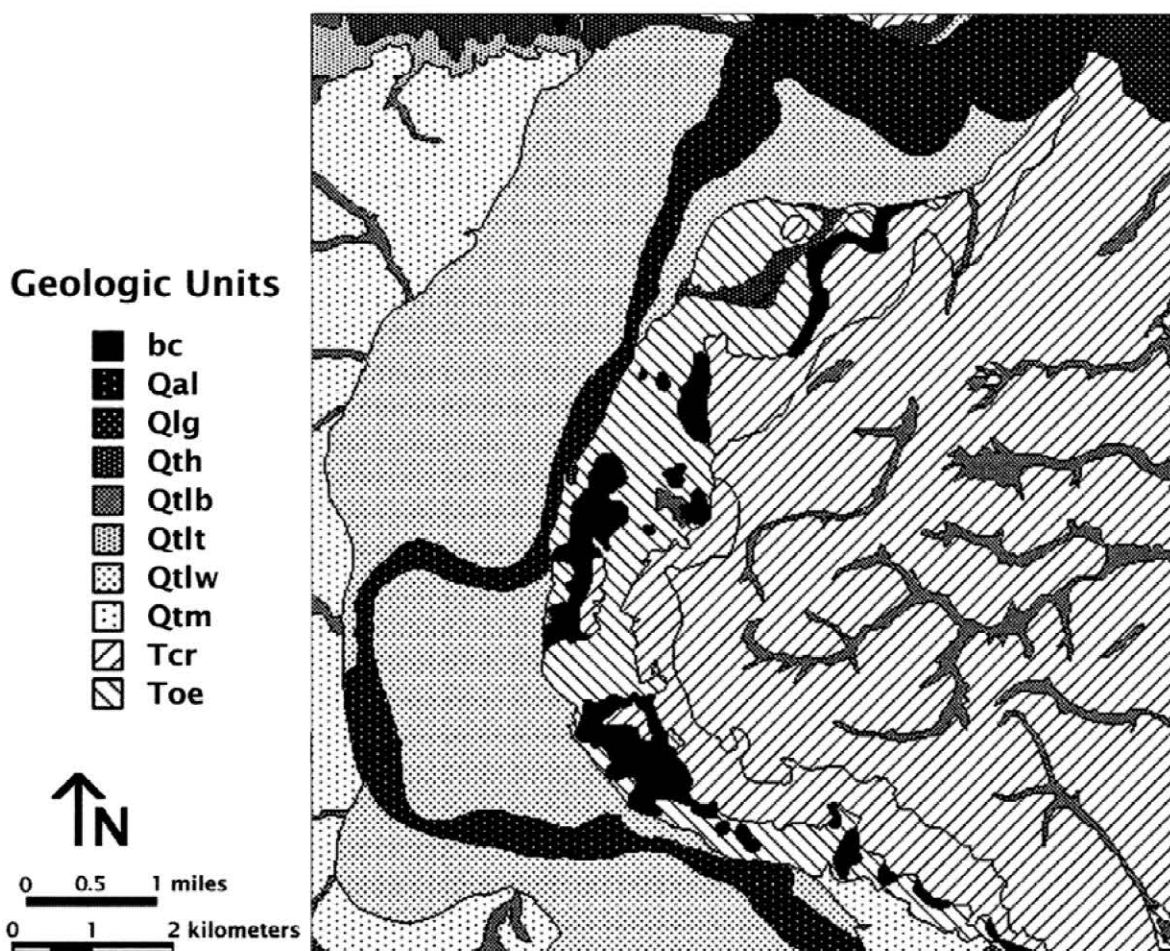 Geologic Units
bc
Qal
Qlg
Qth
Qtlb
Qtlt
Qtlw
Qtm
Tcr
Toe
N
0 0.5 1 miles
0 1 2 kilometers